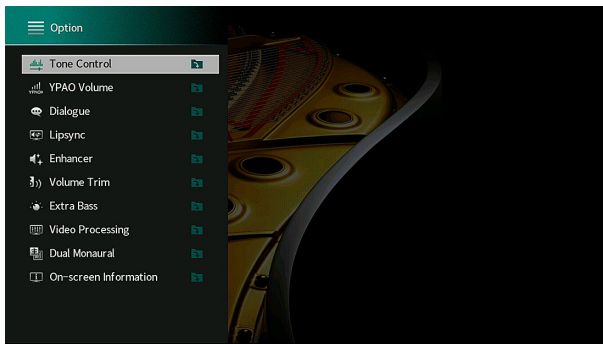 Option
Tone Control
YPAO Volume
Dialogue
Lipsync
Enhancer
Volume Trim
Extra Bass
Video Processing
Dual Monaural
On-screen Information